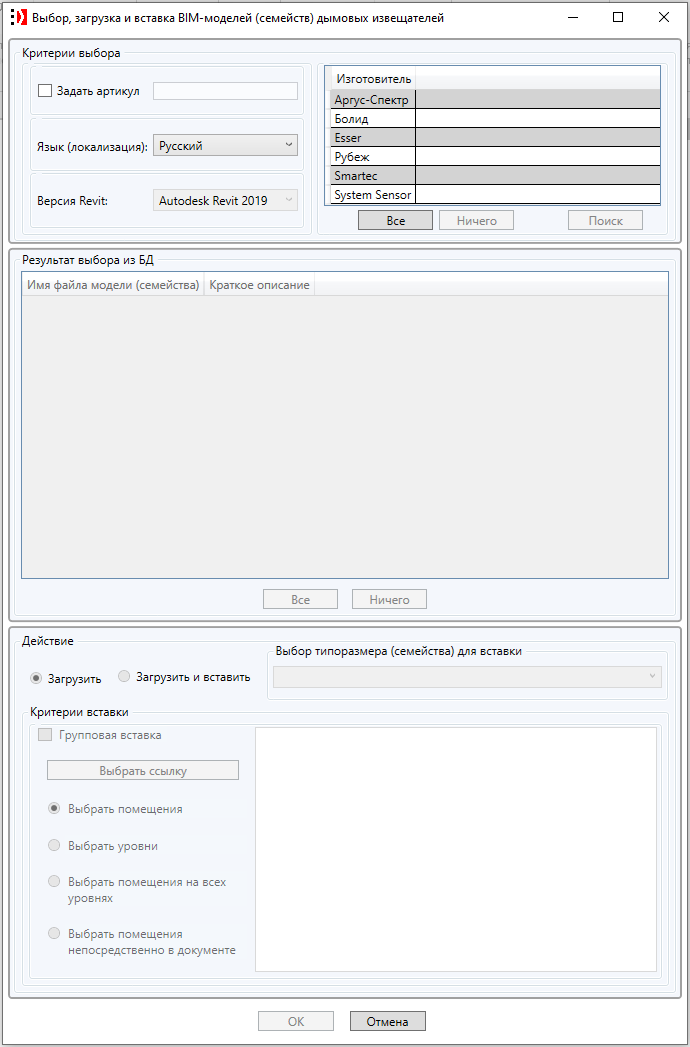 Выбор, загрузка и вставка BIM-моделей (семейств) дымовых извещателей
Критерии выбора
Задать артикул
Язык (локализация): Русский
Версия Revit: Autodesk Revit 2019
Изготовитель
Аргус-Спектр
Болид
Esser
Рубеж
Smartec
System Sensor
Все Ничего Поиск
Результат выбора из БД
Имя файла модели (семейства) Краткое описание
Все Ничего
Действие
Загрузить Загрузить и вставить
Выбор типоразмера (семейства) для вставки
Критерии вставки
Групповая вставка
Выбрать ссылку
Выбрать помещения
Выбрать уровни
Выбрать помещения на всех
уровнях
Выбрать помещения
непосредственно в документе
OK Отмена